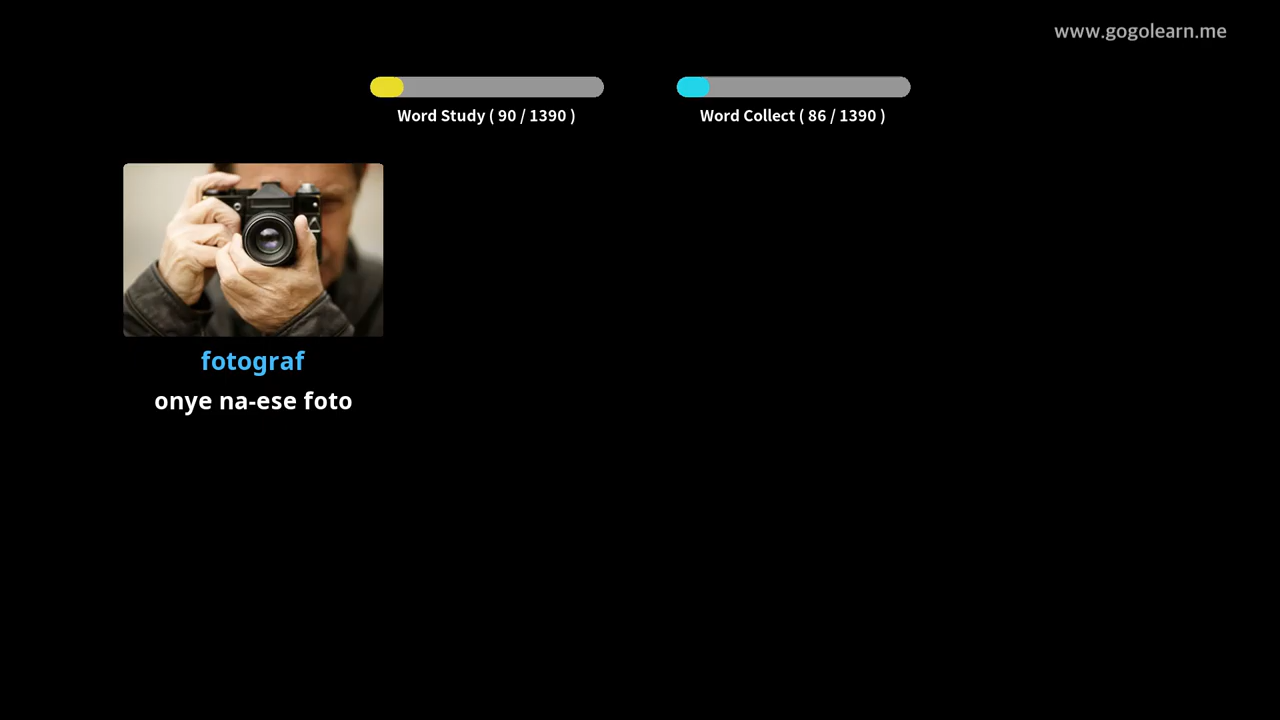 www.gogolearn.me
Word Study ( 90 / 1390 )
Word Collect ( 86 / 1390 )
fotograf
onye na-ese foto